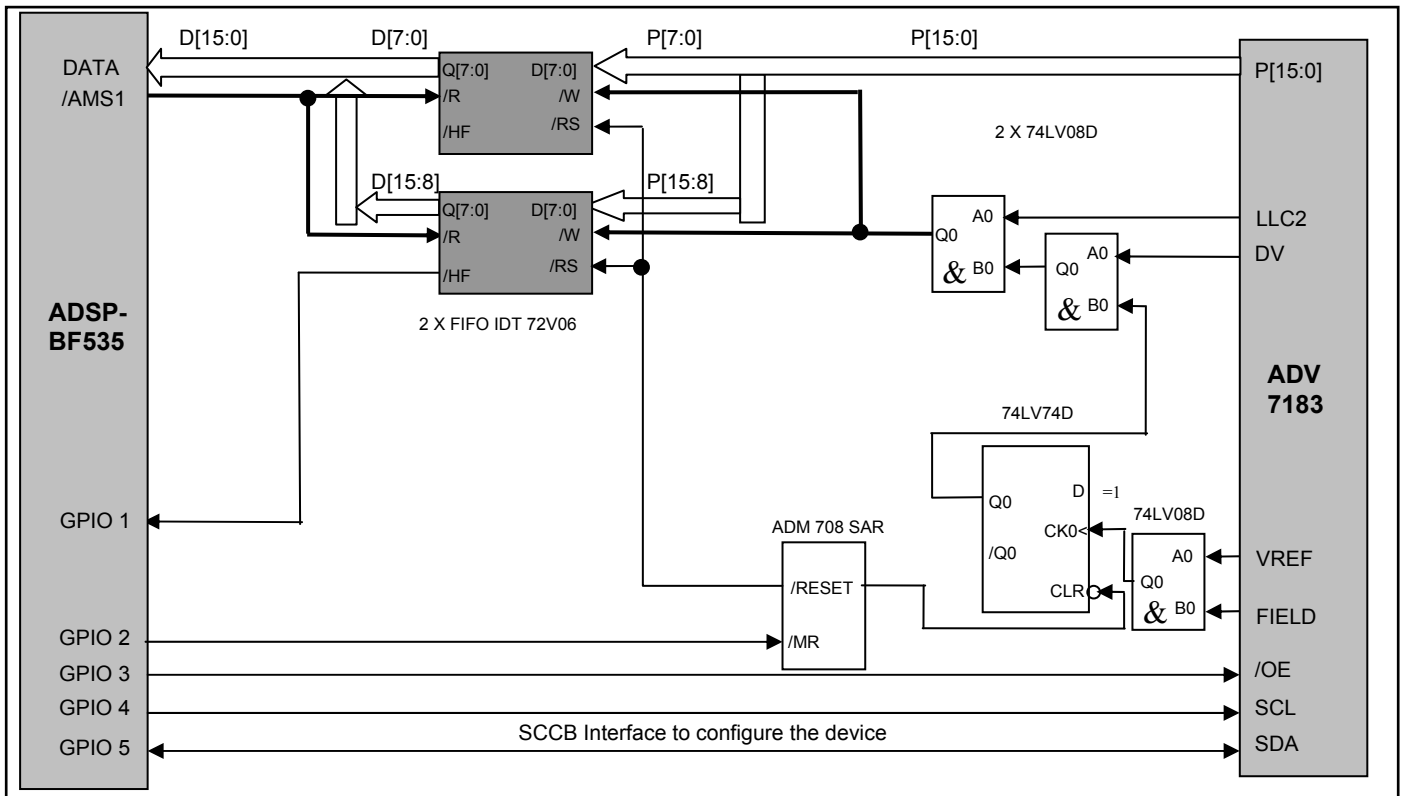 D[15:0]
D[7:0]
P[7:0]
P[15:0]
DATA
/AMS1
Q[7:0]
D[7:0]
/R
/W
/HF
/RS
P[15:0]
2 X 74LV08D
D[15:8]
P[15:8]
Q[7:0]
D[7:0]
/R
/W
/HF
/RS
2 X FIFO IDT 72V06
A0
Q0
& B0
A0
Q0
& B0
LLC2
DV
ADSP-
BF535
ADV
7183
74LV74D
Q0
D
=1
CK0<
/Q0
CLR
74LV08D
A0
Q0
& B0
VREF
FIELD
ADM 708 SAR
/RESET
/MR
GPIO 1
GPIO 2
GPIO 3
/OE
GPIO 4
SCL
SCCB Interface to configure the device
GPIO 5
SDA